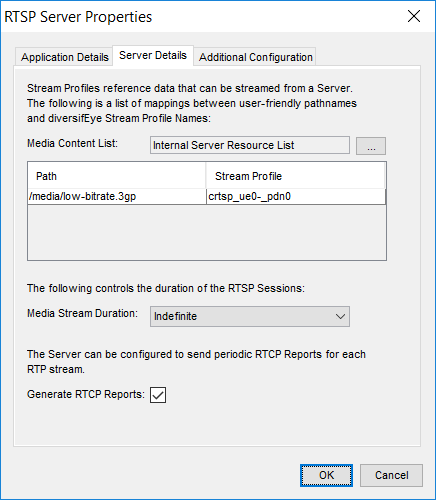 RTSP Server Properties
Application Details Server Details Additional Configuration
Stream Profiles reference data that can be streamed from a Server.
The following is a list of mappings between user-friendly pathnames
and diversifEye Stream Profile Names:
Media Content List: Internal Server Resource List ...
Path Stream Profile
/media/low-bitrate.3gp crtsp_ue0-_pdn0
The following controls the duration of the RTSP Sessions:
Media Stream Duration: Indefinite
The Server can be configured to send periodic RTCP Reports for each
RTP stream.
Generate RTCP Reports:
OK Cancel